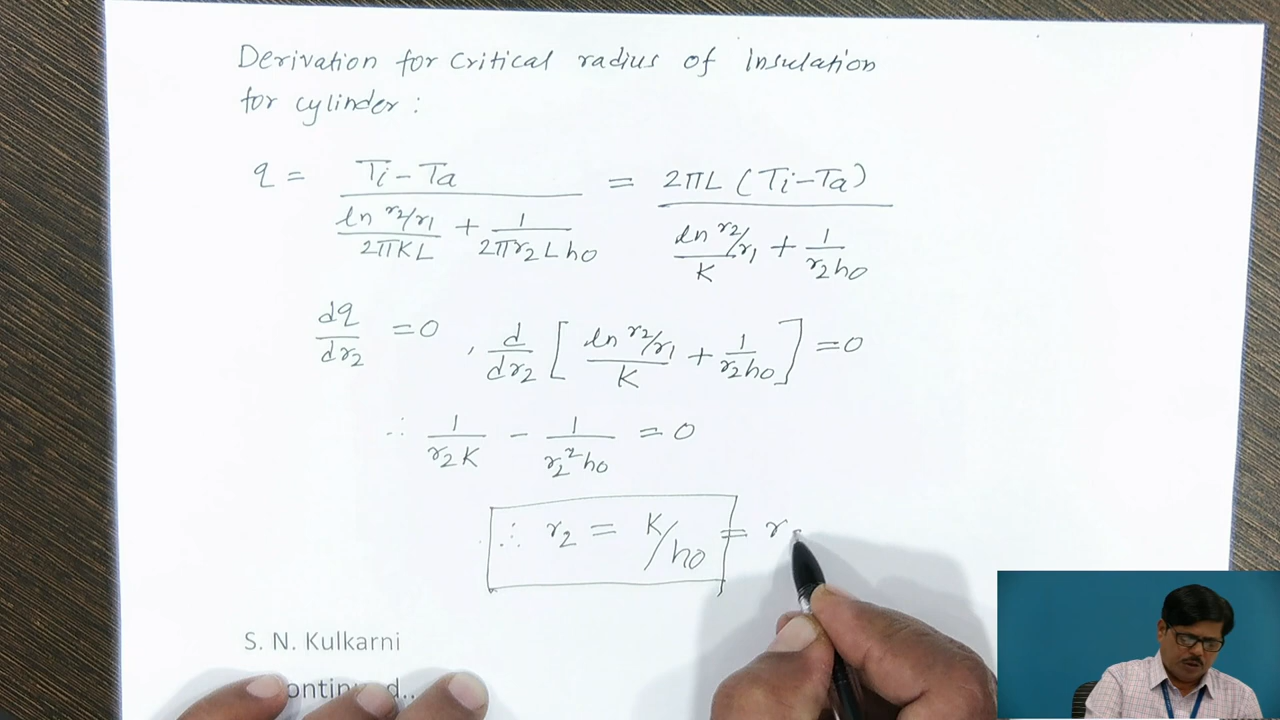 Derivation for Critical radius of Insulation
for cylinder :
q = Ti - Ta / (ln r2/r1 / 2πKL + 1 / 2πr2Lho) = 2πL (Ti-Ta) / (ln r2/r1 / K + 1 / r2ho)
dq/dr2 = 0 , d/dr2 [ ln r2/r1 / K + 1 / r2ho ] = 0
∴ 1 / r2K - 1 / r2²ho = 0
∴ r2 = K/ho = r
S. N. Kulkarni